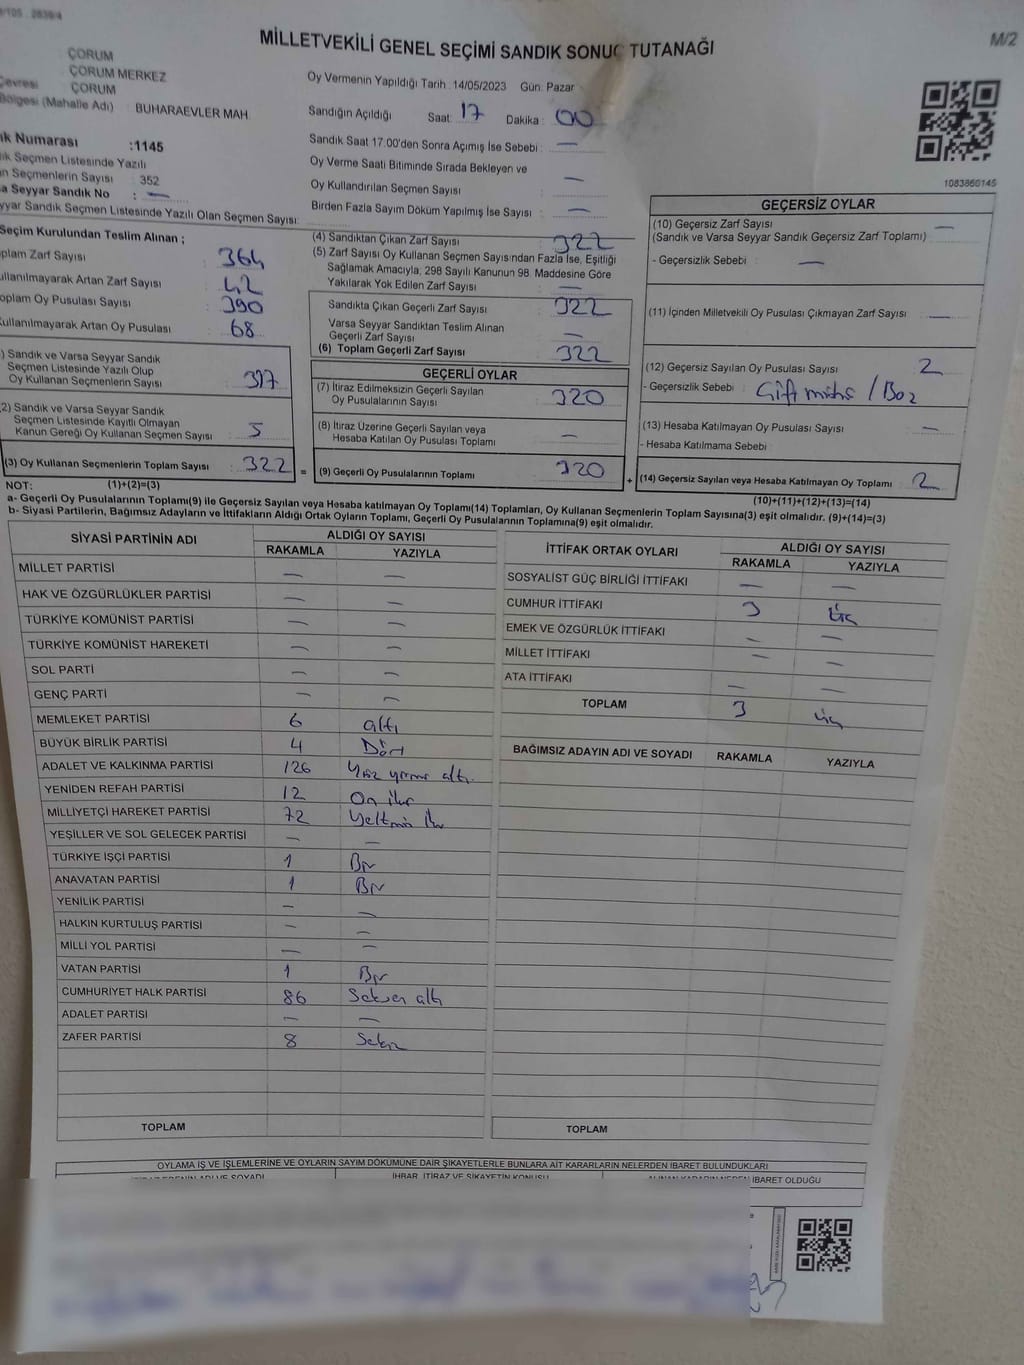 MİLLETVEKİLİ GENEL SEÇİMİ SANDIK SONUÇ TUTANAĞI
M/2
ÇORUM
ÇORUM MERKEZ
Çevresi ÇORUM
Bölgesi (Mahalle Adı) BUHARAEVLER MAH.
Numarası :1145
Seçmen Listesinde Yazılı
Seçmenlerin Sayısı : 352
Seyyar Sandık No : —
Seyyar Sandık Seçmen Listesinde Yazılı Olan Seçmen Sayısı:
Oy Vermenin Yapıldığı Tarih : 14/05/2023 Gün: Pazar
Sandığın Açıldığı Saat: 17 Dakika : 00
Sandık Saat 17.00'den Sonra Açılmış İse Sebebi : —
Oy Verme Saati Bitiminde Sırada Bekleyen ve
Oy Kullandırılan Seçmen Sayısı : —
Birden Fazla Sayım Döküm Yapılmış İse Sayısı : —
1083860145
Seçim Kurulundan Teslim Alınan ;
Toplam Zarf Sayısı : 364
Kullanılmayarak Artan Zarf Sayısı : 42
Toplam Oy Pusulası Sayısı : 390
Kullanılmayarak Artan Oy Pusulası : 68
(1) Sandık ve Varsa Seyyar Sandık
Seçmen Listesinde Yazılı Olup
Oy Kullanan Seçmenlerin Sayısı : 317
(2) Sandık ve Varsa Seyyar Sandık
Seçmen Listesinde Kayıtlı Olmayan
Kanun Gereği Oy Kullanan Seçmen Sayısı : 5
(3) Oy Kullanan Seçmenlerin Toplam Sayısı : 322 =
(4) Sandıktan Çıkan Zarf Sayısı : 322
(5) Zarf Sayısı Oy Kullanan Seçmen Sayısından Fazla İse, Eşitliği
Sağlamak Amacıyla; 298 Sayılı Kanunun 98. Maddesine Göre
Yakılarak Yok Edilen Zarf Sayısı : —
Sandıkta Çıkan Geçerli Zarf Sayısı : 322
Varsa Seyyar Sandıktan Teslim Alınan
Geçerli Zarf Sayısı : —
(6) Toplam Geçerli Zarf Sayısı : 322
GEÇERLİ OYLAR
(7) İtiraz Edilmeksizin Geçerli Sayılan
Oy Pusulalarının Sayısı : 320
(8) İtiraz Üzerine Geçerli Sayılan veya
Hesaba Katılan Oy Pusulası Toplamı : —
(9) Geçerli Oy Pusulalarının Toplamı : 320 +
GEÇERSİZ OYLAR
(10) Geçersiz Zarf Sayısı : —
(Sandık ve Varsa Seyyar Sandık Geçersiz Zarf Toplamı)
- Geçersizlik Sebebi : —
(11) İçinden Milletvekili Oy Pusulası Çıkmayan Zarf Sayısı : —
(12) Geçersiz Sayılan Oy Pusulası Sayısı : 2
- Geçersizlik Sebebi : Çift mühür / Boş
(13) Hesaba Katılmayan Oy Pusulası Sayısı : —
- Hesaba Katılmama Sebebi
(14) Geçersiz Sayılan veya Hesaba Katılmayan Oy Toplamı : 2
NOT: (1)+(2)=(3) (10)+(11)+(12)+(13)=(14)
a- Geçerli Oy Pusulalarının Toplamı(9) ile Geçersiz Sayılan veya Hesaba katılmayan Oy Toplamı(14) Toplamları, Oy Kullanan Seçmenlerin Toplam Sayısına(3) eşit olmalıdır. (9)+(14)=(3)
b- Siyasi Partilerin, Bağımsız Adayların ve İttifakların Aldığı Ortak Oyların Toplamı, Geçerli Oy Pusulalarının Toplamına(9) eşit olmalıdır.
SİYASİ PARTİNİN ADI ALDIĞI OY SAYISI
RAKAMLA YAZIYLA
MİLLET PARTİSİ — —
HAK VE ÖZGÜRLÜKLER PARTİSİ — —
TÜRKİYE KOMÜNİST PARTİSİ — —
TÜRKİYE KOMÜNİST HAREKETİ — —
SOL PARTİ — —
GENÇ PARTİ — —
MEMLEKET PARTİSİ 6 altı
BÜYÜK BİRLİK PARTİSİ 4 Dört
ADALET VE KALKINMA PARTİSİ 126 Yüz yirmi altı
YENİDEN REFAH PARTİSİ 12 On iki
MİLLİYETÇİ HAREKET PARTİSİ 72 Yetmiş iki
YEŞİLLER VE SOL GELECEK PARTİSİ — —
TÜRKİYE İŞÇİ PARTİSİ 1 Bir
ANAVATAN PARTİSİ 1 Bir
YENİLİK PARTİSİ — —
HALKIN KURTULUŞ PARTİSİ — —
MİLLİ YOL PARTİSİ — —
VATAN PARTİSİ 1 Bir
CUMHURİYET HALK PARTİSİ 86 Seksen altı
ADALET PARTİSİ — —
ZAFER PARTİSİ 8 Sekiz
TOPLAM
İTTİFAK ORTAK OYLARI ALDIĞI OY SAYISI
RAKAMLA YAZIYLA
SOSYALİST GÜÇ BİRLİĞİ İTTİFAKI — —
CUMHUR İTTİFAKI 3 üç
EMEK VE ÖZGÜRLÜK İTTİFAKI — —
MİLLET İTTİFAKI — —
ATA İTTİFAKI — —
TOPLAM 3 üç
BAĞIMSIZ ADAYIN ADI VE SOYADI RAKAMLA YAZIYLA
TOPLAM
OYLAMA İŞ VE İŞLEMLERİNE VE OYLARIN SAYIM DÖKÜMÜNE DAİR ŞİKAYETLERLE BUNLARA AİT KARARLARIN NELERDEN İBARET BULUNDUKLARI
İHBAR, İTİRAZ VE ŞİKAYETİN KONUSU
İBARET OLDUĞU